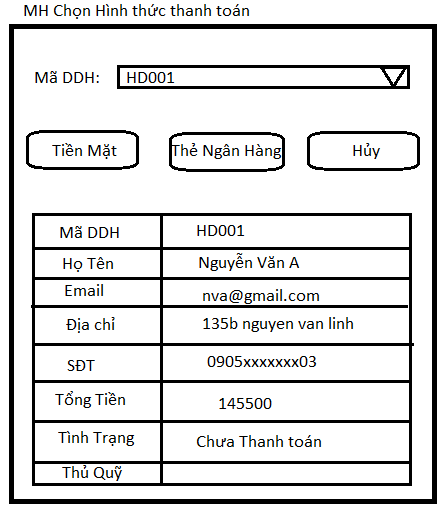 MH Chọn Hình thức thanh toán
Mã DDH: HD001
Tiền Mặt Thẻ Ngân Hàng Hủy
Mã DDH HD001
Họ Tên Nguyễn Văn A
Email nva@gmail.com
Địa chỉ 135b nguyen van linh
SĐT 0905xxxxxxx03
Tổng Tiền 145500
Tình Trạng Chưa Thanh toán
Thủ Quỹ